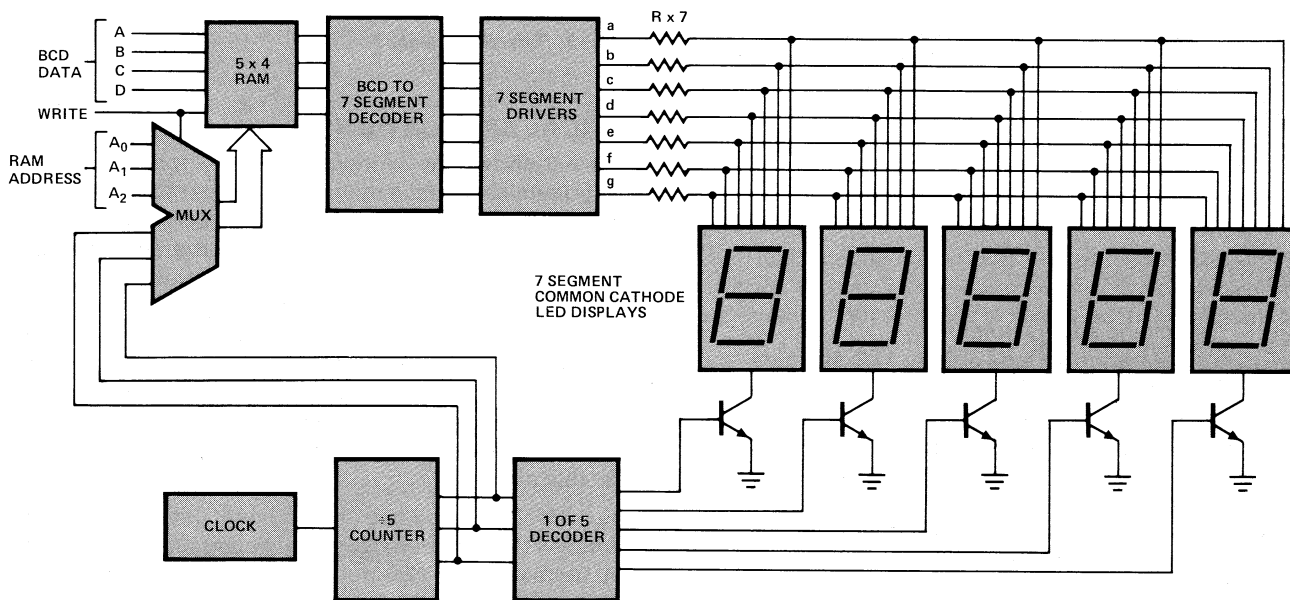 BCD
DATA
A
B
C
D
WRITE
RAM
ADDRESS
A0
A1
A2
MUX
5 x 4
RAM
BCD TO
7 SEGMENT
DECODER
7 SEGMENT
DRIVERS
a
b
c
d
e
f
g
R x 7
7 SEGMENT
COMMON CATHODE
LED DISPLAYS
CLOCK
÷5
COUNTER
1 OF 5
DECODER